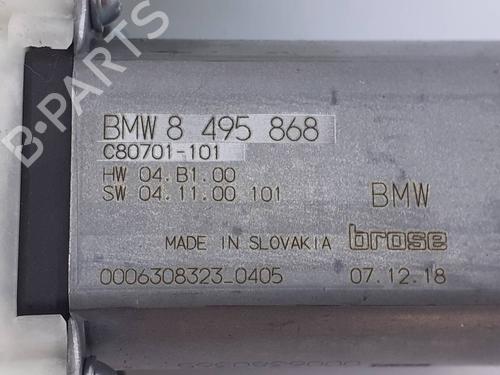 B-PARTS
BMW 8 495 868
C80701-101
HW 04.B1.00
SW 04.11.00 101
BMW
MADE IN SLOVAKIA brose
0006308323_0405 07.12.18